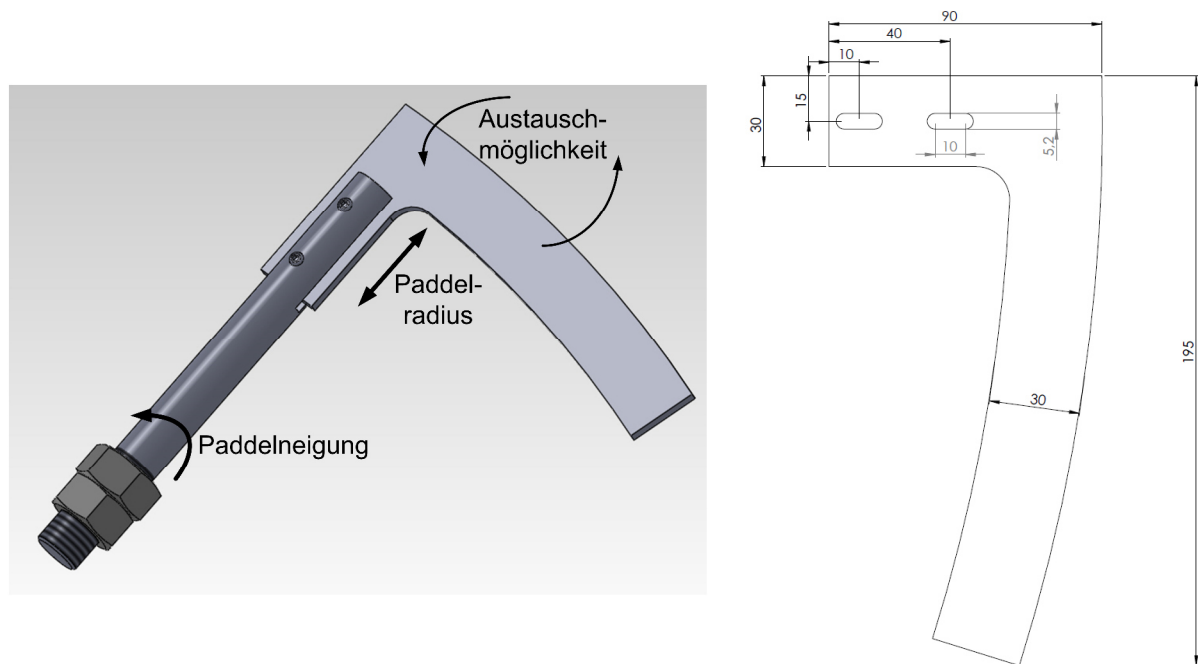 Austausch-
möglichkeit
Paddel-
radius
Paddelneigung
90
40
10
15
30
10
5,2
30
195